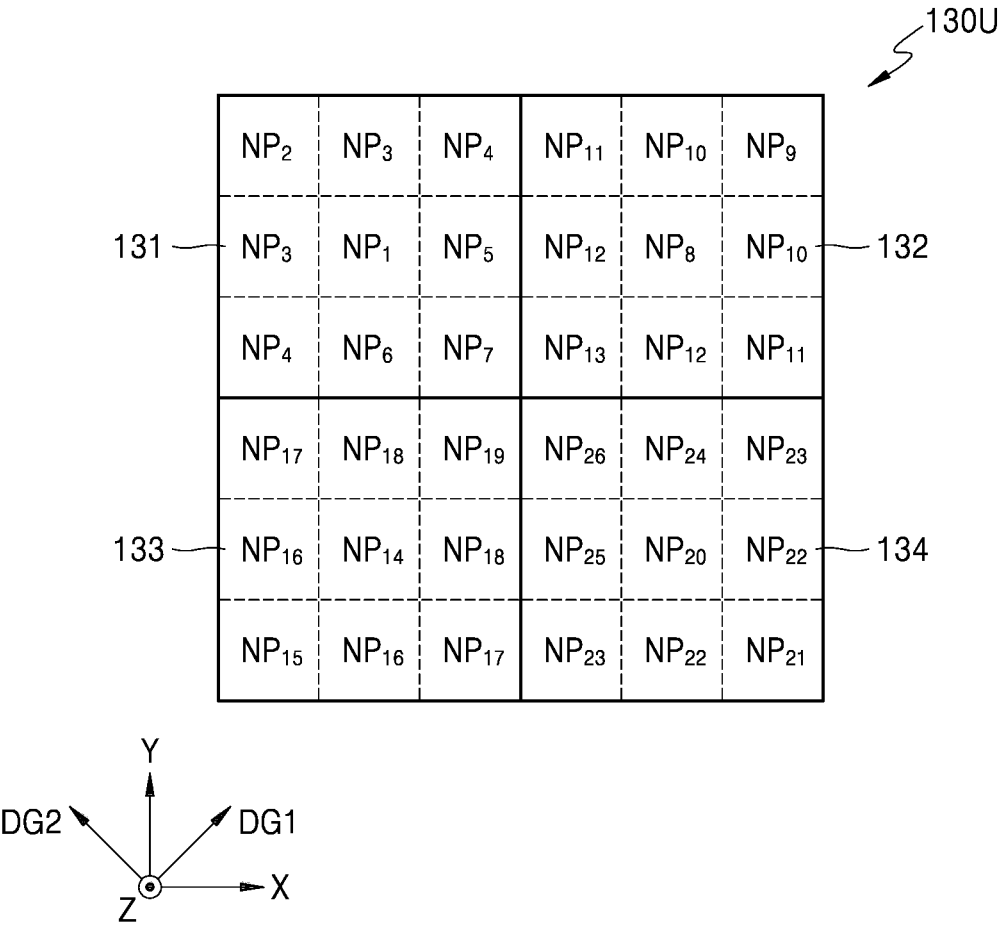 130U
NP₂ NP₃ NP₄ NP₁₁ NP₁₀ NP₉
131 NP₃ NP₁ NP₅ NP₁₂ NP₈ NP₁₀ 132
NP₄ NP₆ NP₇ NP₁₃ NP₁₂ NP₁₁
NP₁₇ NP₁₈ NP₁₉ NP₂₆ NP₂₄ NP₂₃
133 NP₁₆ NP₁₄ NP₁₈ NP₂₅ NP₂₀ NP₂₂ 134
NP₁₅ NP₁₆ NP₁₇ NP₂₃ NP₂₂ NP₂₁
Y
DG2 DG1
Z X